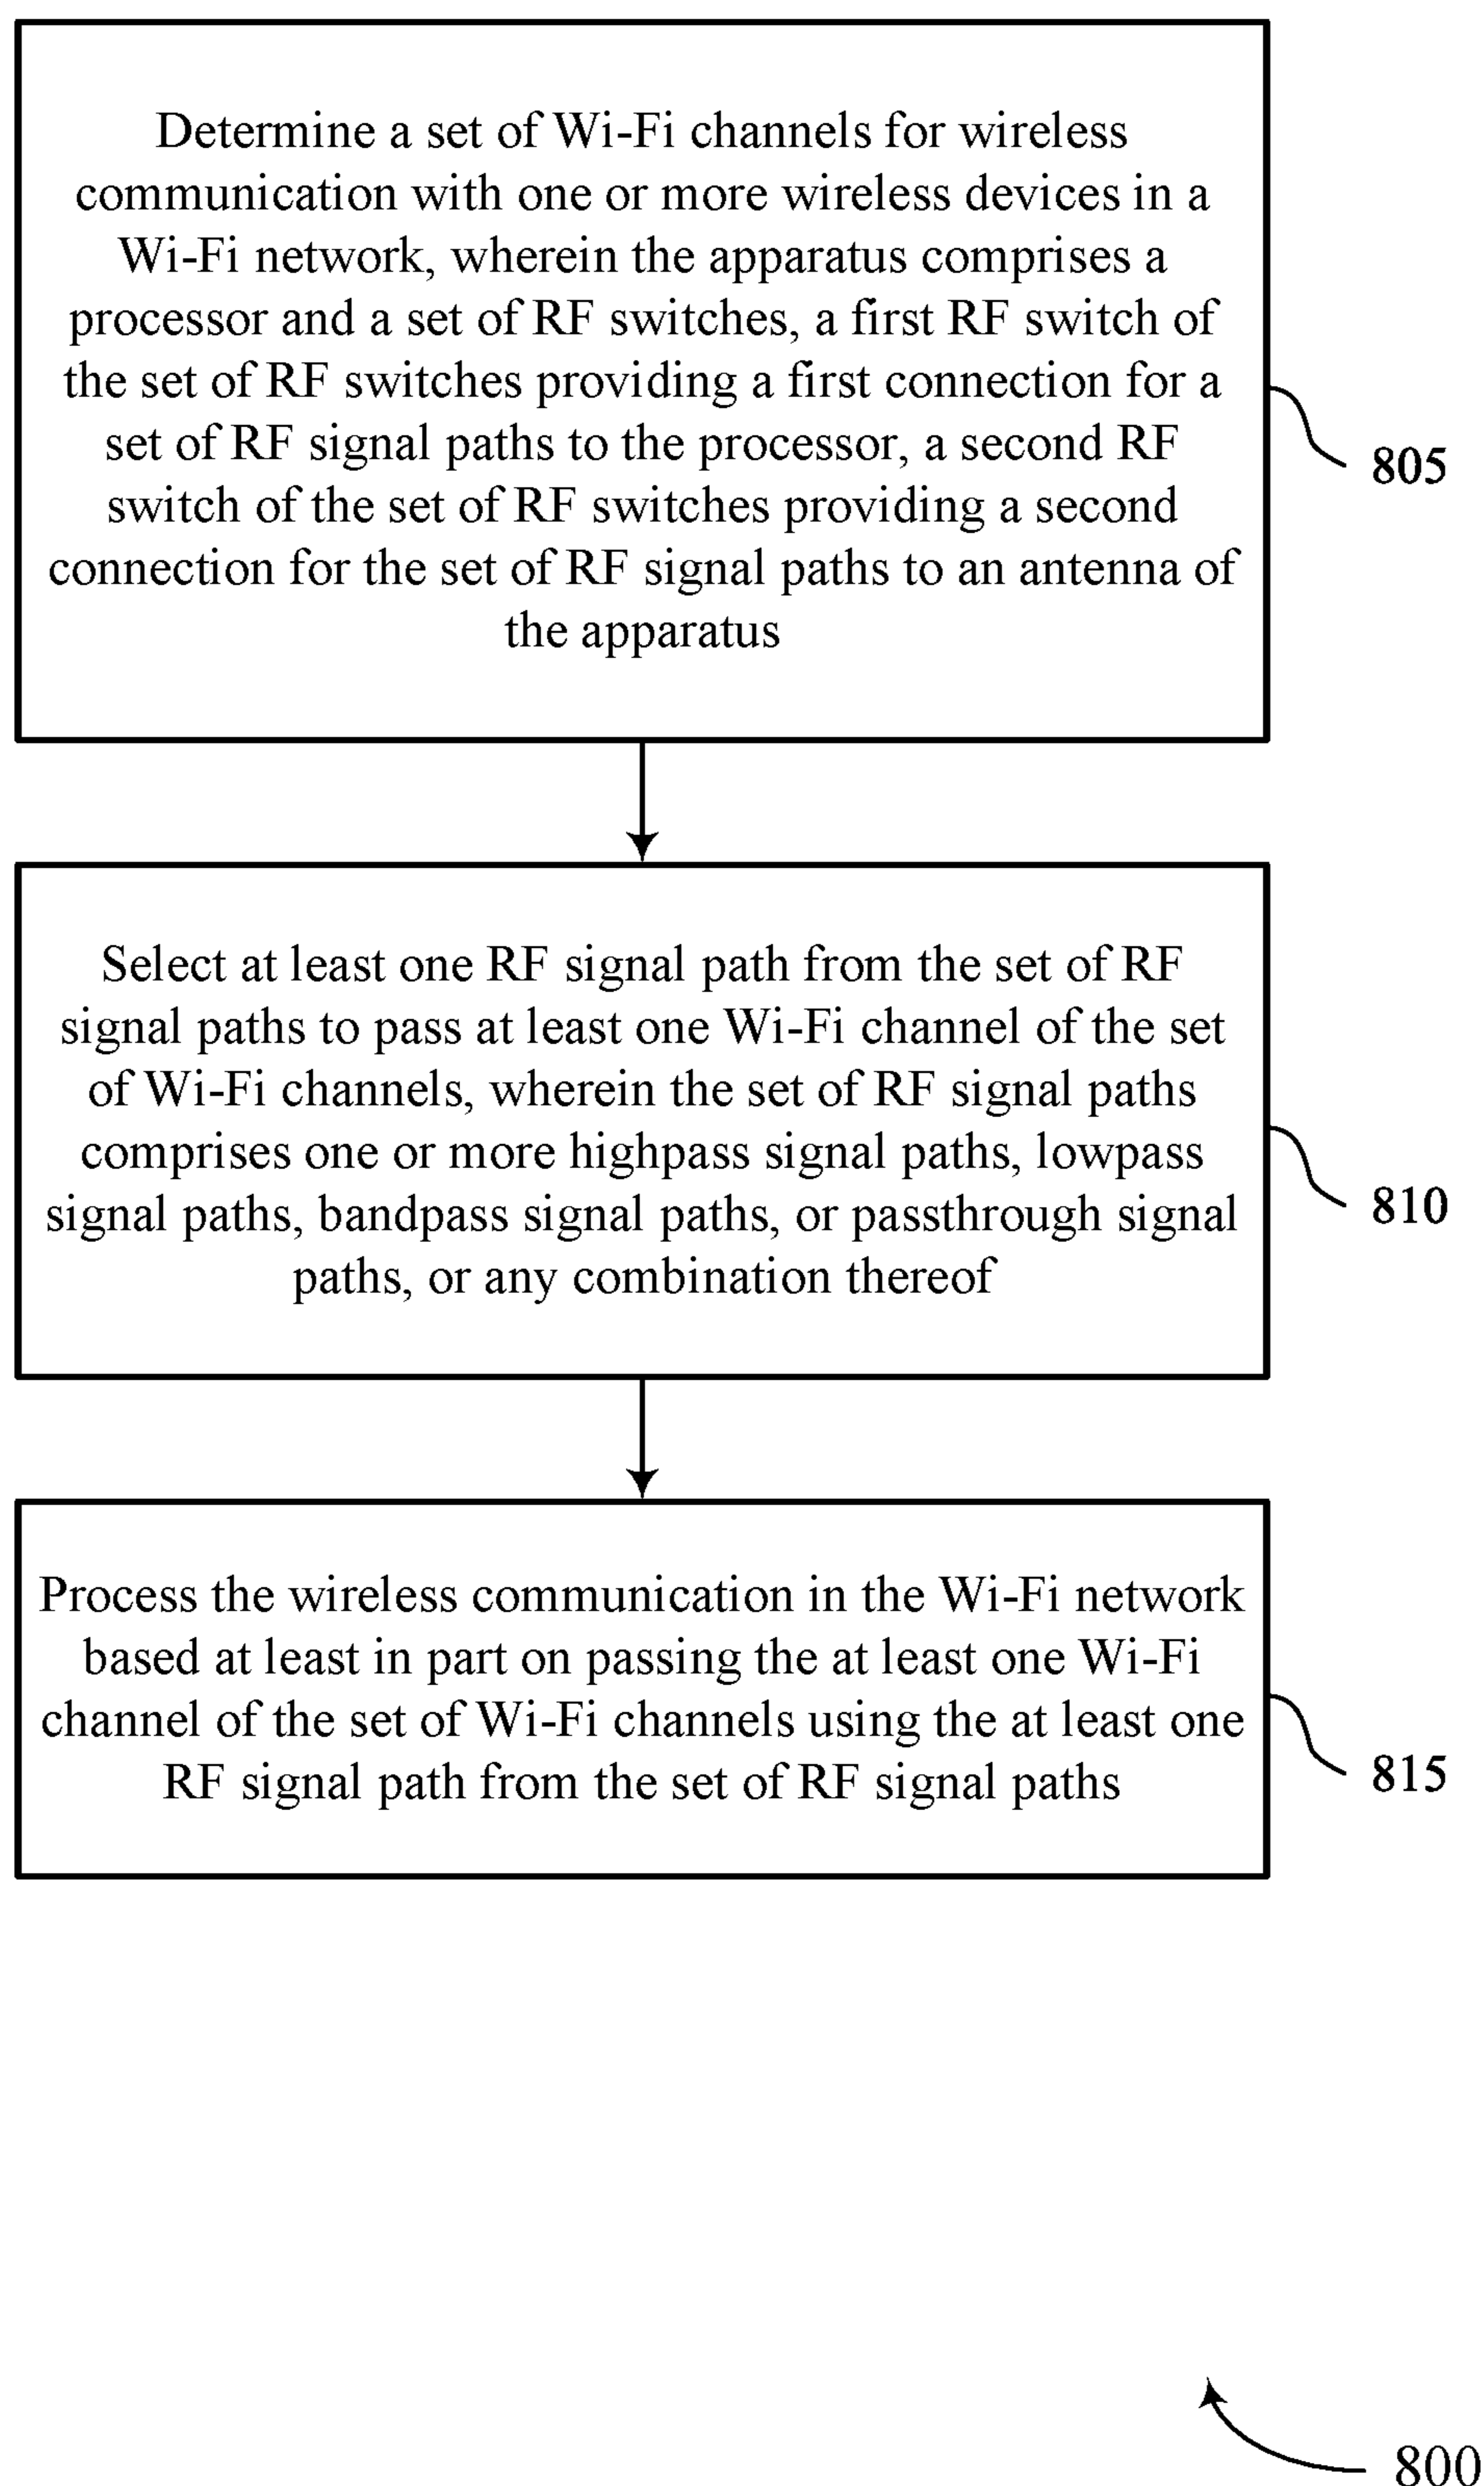 Determine a set of Wi-Fi channels for wireless
communication with one or more wireless devices in a
Wi-Fi network, wherein the apparatus comprises a
processor and a set of RF switches, a first RF switch of
the set of RF switches providing a first connection for a
set of RF signal paths to the processor, a second RF
switch of the set of RF switches providing a second
connection for the set of RF signal paths to an antenna of
the apparatus
805
Select at least one RF signal path from the set of RF
signal paths to pass at least one Wi-Fi channel of the set
of Wi-Fi channels, wherein the set of RF signal paths
comprises one or more highpass signal paths, lowpass
signal paths, bandpass signal paths, or passthrough signal
paths, or any combination thereof
810
Process the wireless communication in the Wi-Fi network
based at least in part on passing the at least one Wi-Fi
channel of the set of Wi-Fi channels using the at least one
RF signal path from the set of RF signal paths
815
800